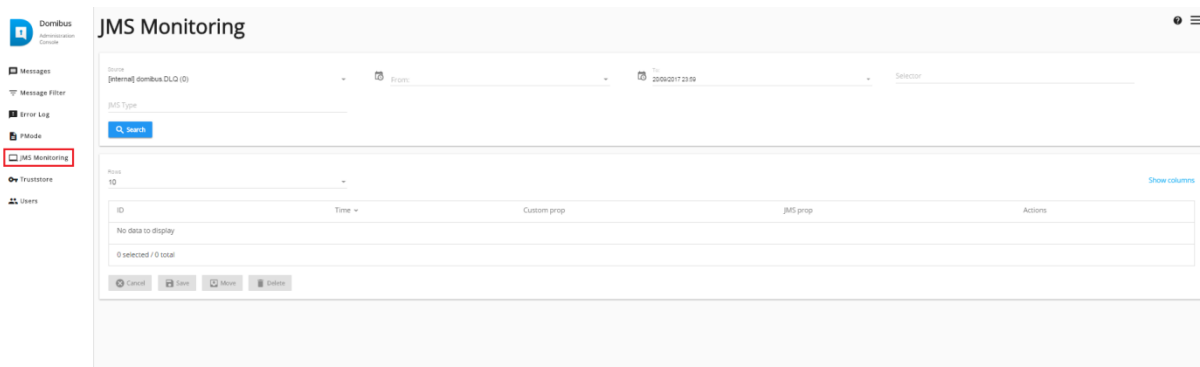 Domibus
Administration
Console
JMS Monitoring
Messages
Message Filter
Error Log
PMode
JMS Monitoring
Truststore
Users
Source
[internal] domibus.DLQ (0)
From:
To:
20/09/2017 23:59
Selector
JMS Type
Search
Rows
10
Show columns
ID Time Custom prop JMS prop Actions
No data to display
0 selected / 0 total
Cancel Save Move Delete